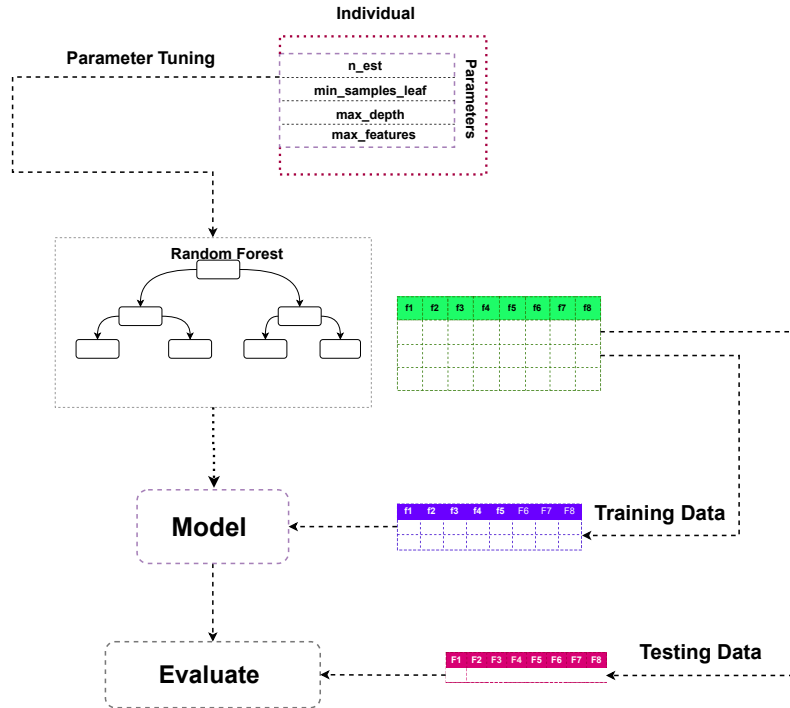 Individual
Parameter Tuning
n_est
min_samples_leaf
max_depth
max_features
Parameters
Random Forest
f1 f2 f3 f4 f5 f6 f7 f8
f1 f2 f3 f4 f5 F6 F7 F8
Training Data
Model
F1 F2 F3 F4 F5 F6 F7 F8
Testing Data
Evaluate